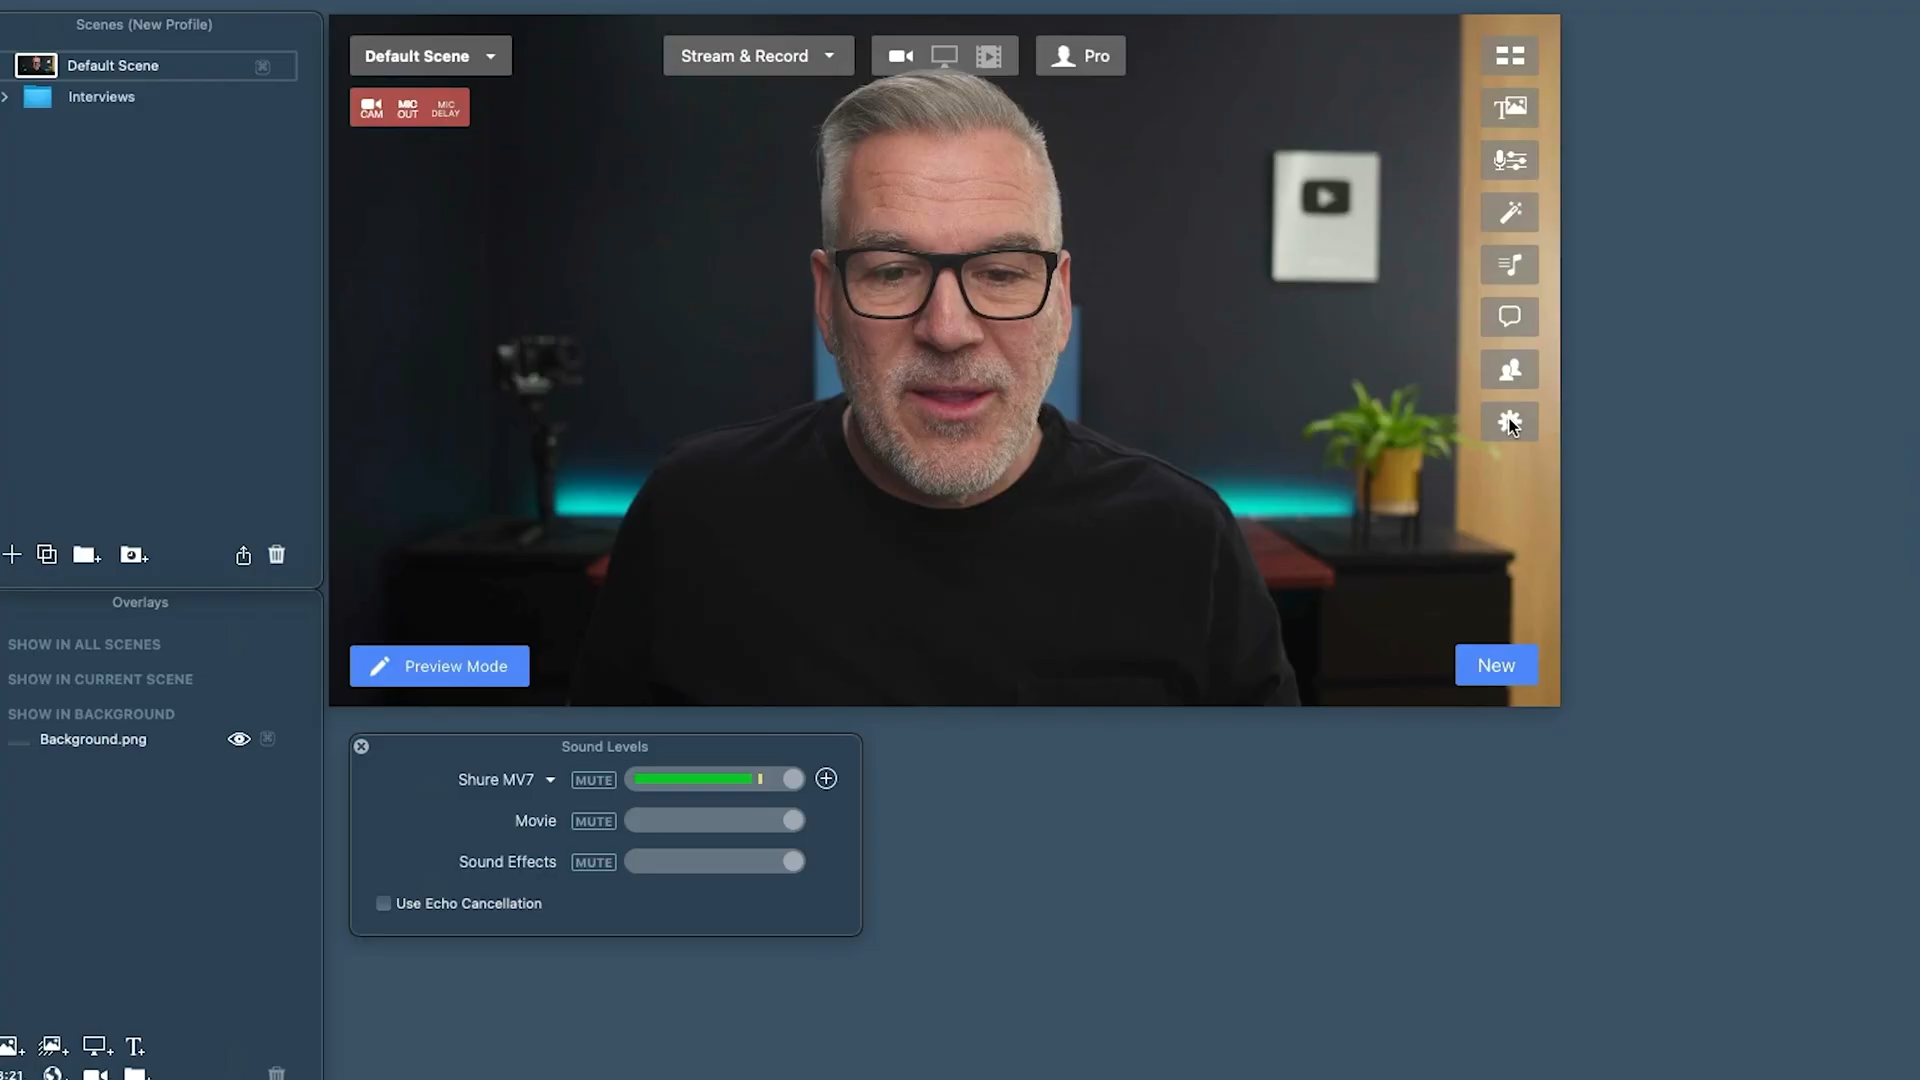 Scenes (New Profile)
Default Scene
Interviews
Default Scene
Stream & Record
Pro
CAM
MIC OUT
MIC DELAY
Overlays
SHOW IN ALL SCENES
SHOW IN CURRENT SCENE
SHOW IN BACKGROUND
Background.png
Preview Mode
New
Sound Levels
Shure MV7
MUTE
Movie
MUTE
Sound Effects
MUTE
Use Echo Cancellation